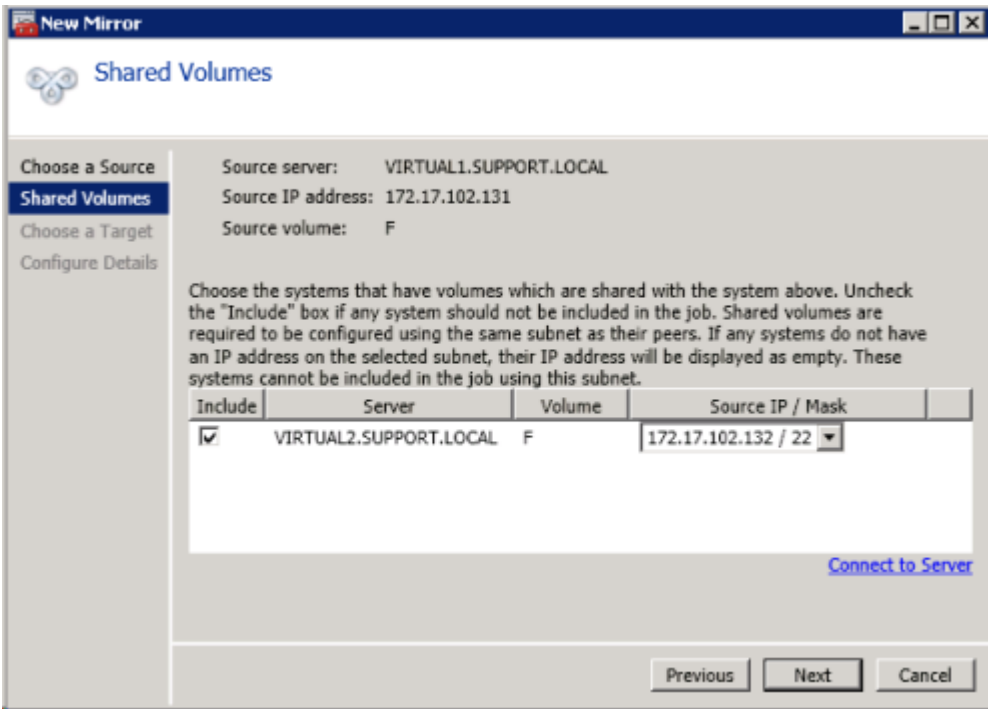 New Mirror
Shared Volumes
Choose a Source
Shared Volumes
Choose a Target
Configure Details
Source server: VIRTUAL1.SUPPORT.LOCAL
Source IP address: 172.17.102.131
Source volume: F
Choose the systems that have volumes which are shared with the system above. Uncheck
the "Include" box if any system should not be included in the job. Shared volumes are
required to be configured using the same subnet as their peers. If any systems do not have
an IP address on the selected subnet, their IP address will be displayed as empty. These
systems cannot be included in the job using this subnet.
Include Server Volume Source IP / Mask
VIRTUAL2.SUPPORT.LOCAL F 172.17.102.132 / 22
Connect to Server
Previous Next Cancel